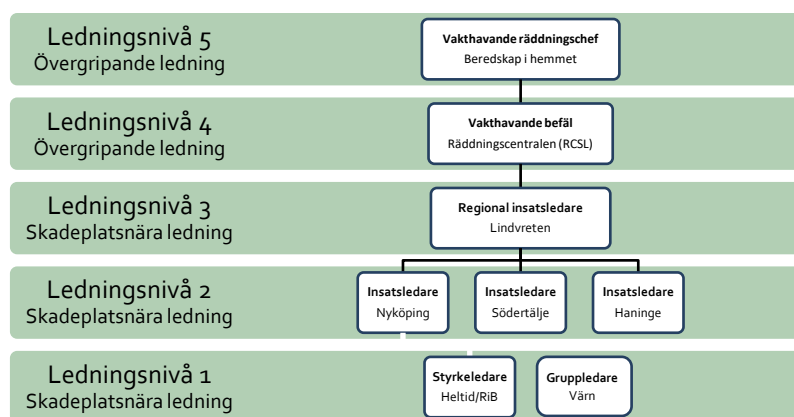 Ledningsnivå 5
Övergripande ledning
Vakthavande räddningschef
Beredskap i hemmet
Ledningsnivå 4
Övergripande ledning
Vakthavande befäl
Räddningscentralen (RCSL)
Ledningsnivå 3
Skadeplatsnära ledning
Regional insatsledare
Lindvreten
Ledningsnivå 2
Skadeplatsnära ledning
Insatsledare
Nyköping
Insatsledare
Södertälje
Insatsledare
Haninge
Ledningsnivå 1
Skadeplatsnära ledning
Styrkeledare
Heltid/RiB
Gruppledare
Värn